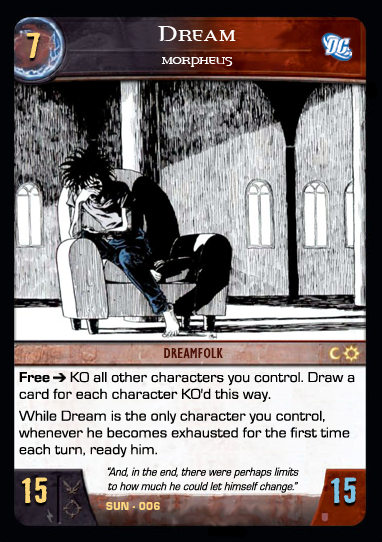 7
DREAM
MORPHEUS
DC
DREAMFOLK
Free ➔ KO all other characters you control. Draw a
card for each character KO'd this way.
While Dream is the only character you control,
whenever he becomes exhausted for the first time
each turn, ready him.
"And, in the end, there were perhaps limits
to how much he could let himself change."
15
SUN - 006
15